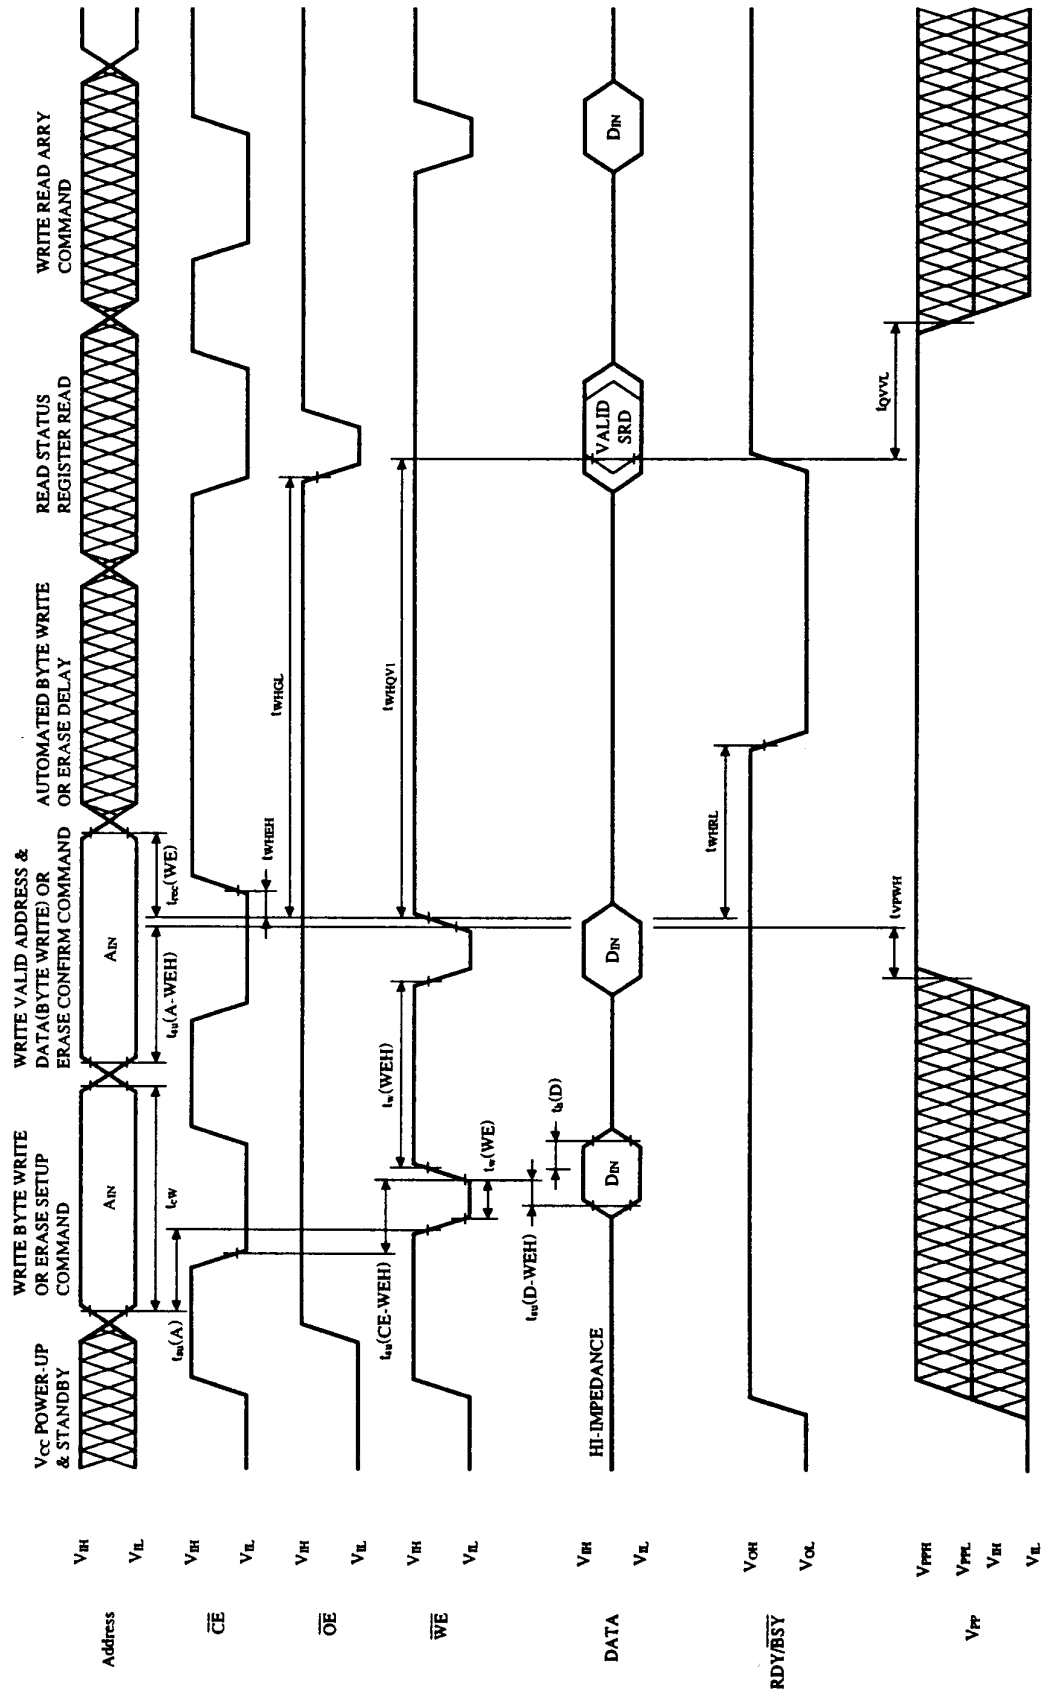 VCC POWER-UP
& STANDBY
WRITE BYTE WRITE
OR ERASE SETUP
COMMAND
WRITE VALID ADDRESS &
DATA(BYTE WRITE) OR
ERASE CONFIRM COMMAND
AUTOMATED BYTE WRITE
OR ERASE DELAY
READ STATUS
REGISTER READ
WRITE READ ARRY
COMMAND
Address
VIH
VIL
AIN
AIN
tcW
tsu(A-WEH)
trec(WE)
tsu(A)
CE
VIH
VIL
tWHEH
OE
VIH
VIL
tWHGL
WE
VIH
VIL
tsu(CE-WEH)
tw(WEH)
tWHQV1
tw(WE)
tsu(D-WEH)
th(D)
DATA
VIH
VIL
HI-IMPEDANCE
DIN
DIN
VALID
SRD
DIN
RDY/BSY
VOH
VOL
tWHRL
VPP
VPPH
VPPL
VIH
VIL
tVPWH
tQVVL